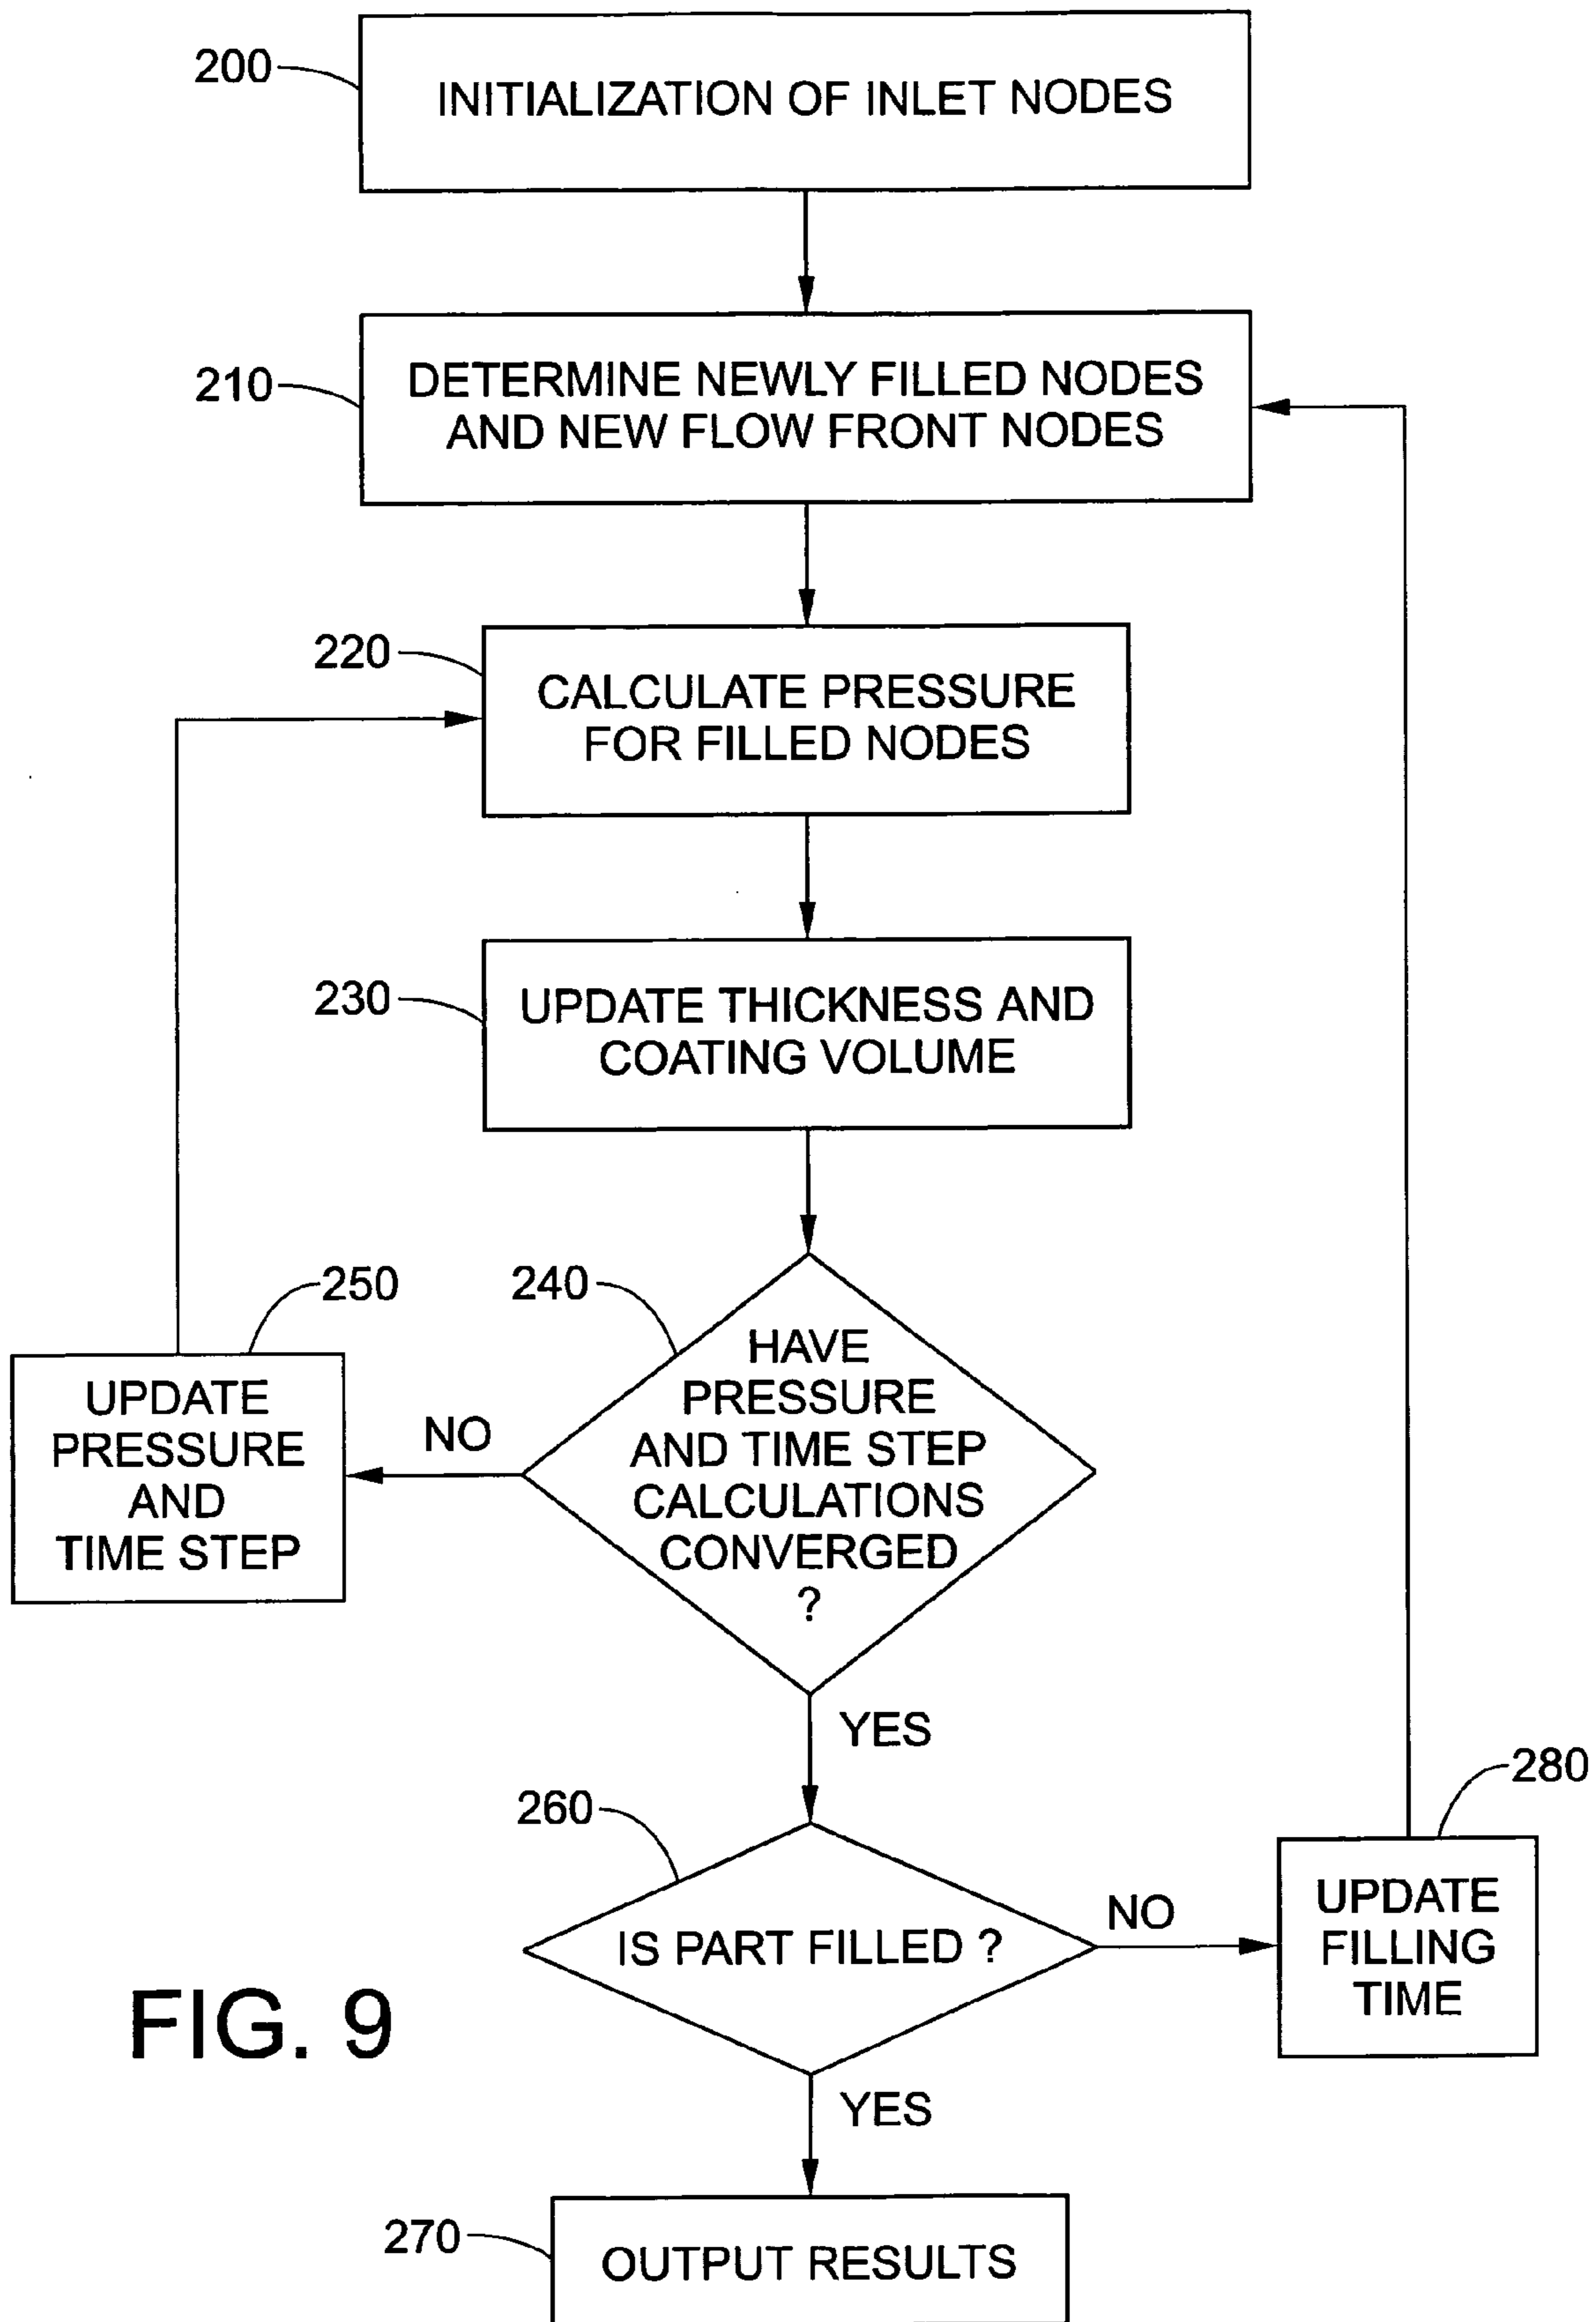 200
INITIALIZATION OF INLET NODES
210
DETERMINE NEWLY FILLED NODES
AND NEW FLOW FRONT NODES
220
CALCULATE PRESSURE
FOR FILLED NODES
230
UPDATE THICKNESS AND
COATING VOLUME
240
HAVE
PRESSURE
AND TIME STEP
CALCULATIONS
CONVERGED
?
NO
250
UPDATE
PRESSURE
AND
TIME STEP
YES
260
IS PART FILLED ?
NO
280
UPDATE
FILLING
TIME
YES
270
OUTPUT RESULTS
FIG. 9